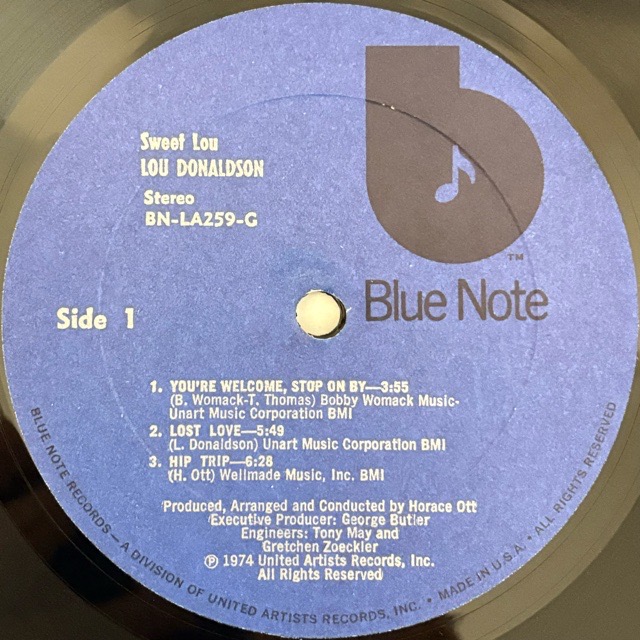 Sweet Lou
LOU DONALDSON
Stereo
BN-LA259-G
TM
Blue Note
Side 1
1. YOU'RE WELCOME, STOP ON BY—3:55
(B. Womack-T. Thomas) Bobby Womack Music-
Unart Music Corporation BMI
2. LOST LOVE—5:49
(L. Donaldson) Unart Music Corporation BMI
3. HIP TRIP—6:28
(H. Ott) Wellmade Music, Inc. BMI
Produced, Arranged and Conducted by Horace Ott
Executive Producer: George Butler
Engineers: Tony May and
Gretchen Zoeckler
℗ 1974 United Artists Records, Inc.
All Rights Reserved
BLUE NOTE RECORDS — A DIVISION OF UNITED ARTISTS RECORDS, INC. • MADE IN U.S.A. • ALL RIGHTS RESERVED